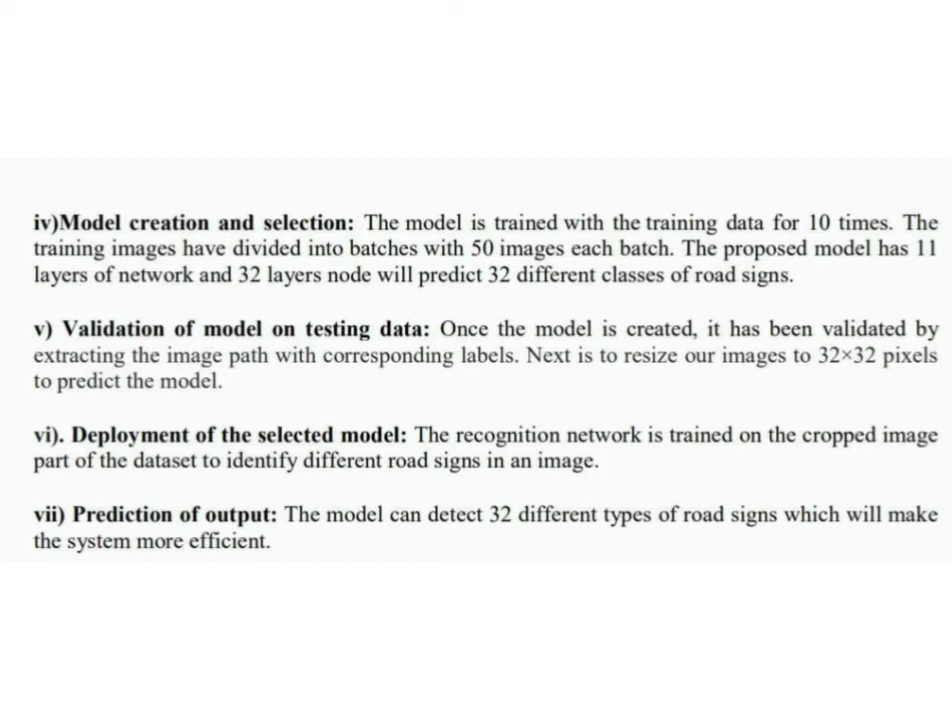 iv)Model creation and selection: The model is trained with the training data for 10 times. The
training images have divided into batches with 50 images each batch. The proposed model has 11
layers of network and 32 layers node will predict 32 different classes of road signs.
v) Validation of model on testing data: Once the model is created, it has been validated by
extracting the image path with corresponding labels. Next is to resize our images to 32×32 pixels
to predict the model.
vi). Deployment of the selected model: The recognition network is trained on the cropped image
part of the dataset to identify different road signs in an image.
vii) Prediction of output: The model can detect 32 different types of road signs which will make
the system more efficient.